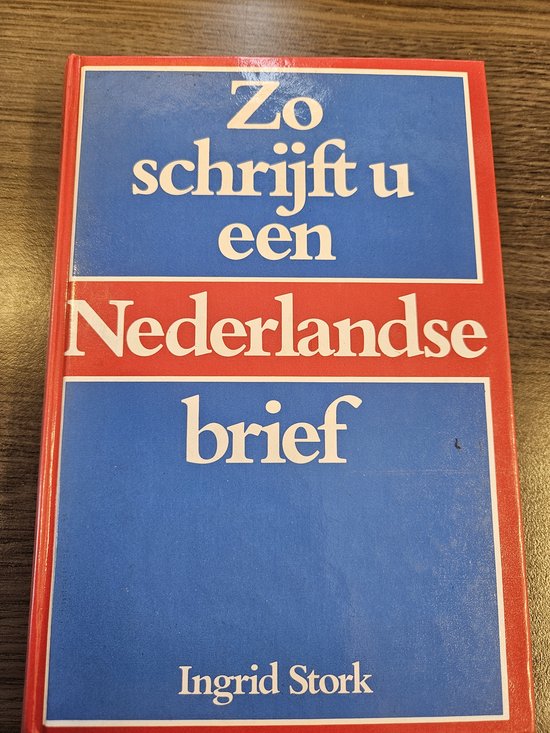 Zo
schrijft u
een
Nederlandse
brief
Ingrid Stork